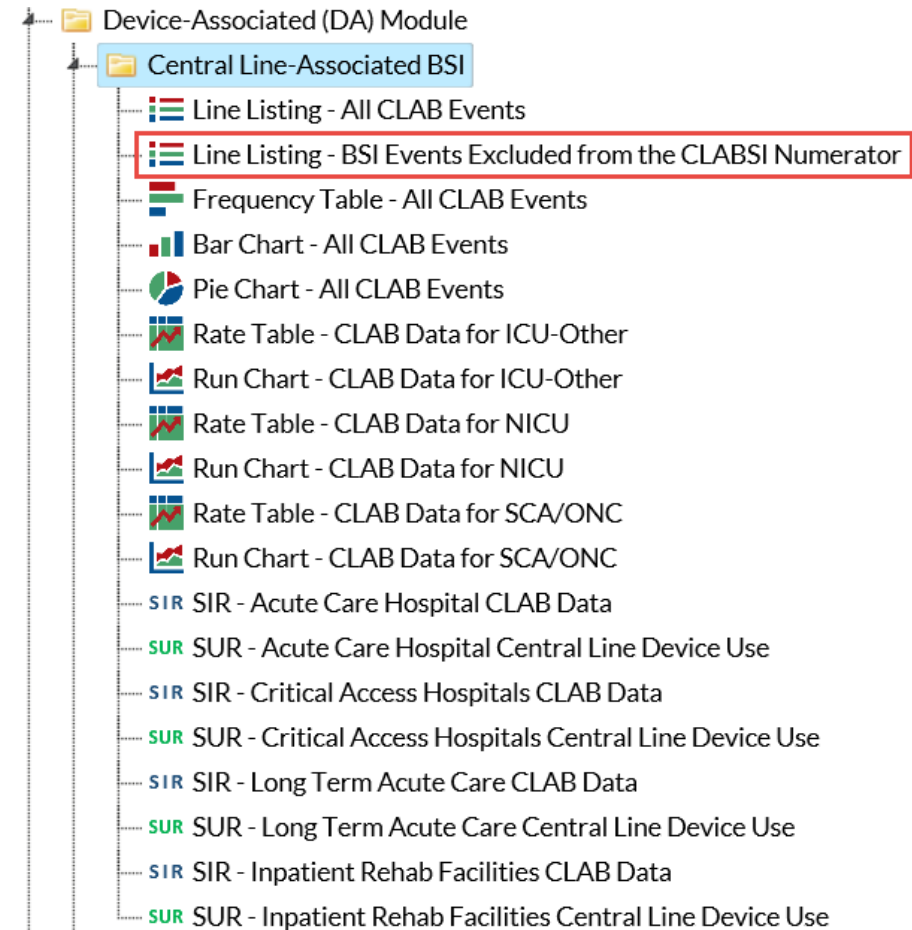 Device-Associated (DA) Module
Central Line-Associated BSI
Line Listing - All CLAB Events
Line Listing - BSI Events Excluded from the CLABSI Numerator
Frequency Table - All CLAB Events
Bar Chart - All CLAB Events
Pie Chart - All CLAB Events
Rate Table - CLAB Data for ICU-Other
Run Chart - CLAB Data for ICU-Other
Rate Table - CLAB Data for NICU
Run Chart - CLAB Data for NICU
Rate Table - CLAB Data for SCA/ONC
Run Chart - CLAB Data for SCA/ONC
SIR SIR - Acute Care Hospital CLAB Data
SUR SUR - Acute Care Hospital Central Line Device Use
SIR SIR - Critical Access Hospitals CLAB Data
SUR SUR - Critical Access Hospitals Central Line Device Use
SIR SIR - Long Term Acute Care CLAB Data
SUR SUR - Long Term Acute Care Central Line Device Use
SIR SIR - Inpatient Rehab Facilities CLAB Data
SUR SUR - Inpatient Rehab Facilities Central Line Device Use